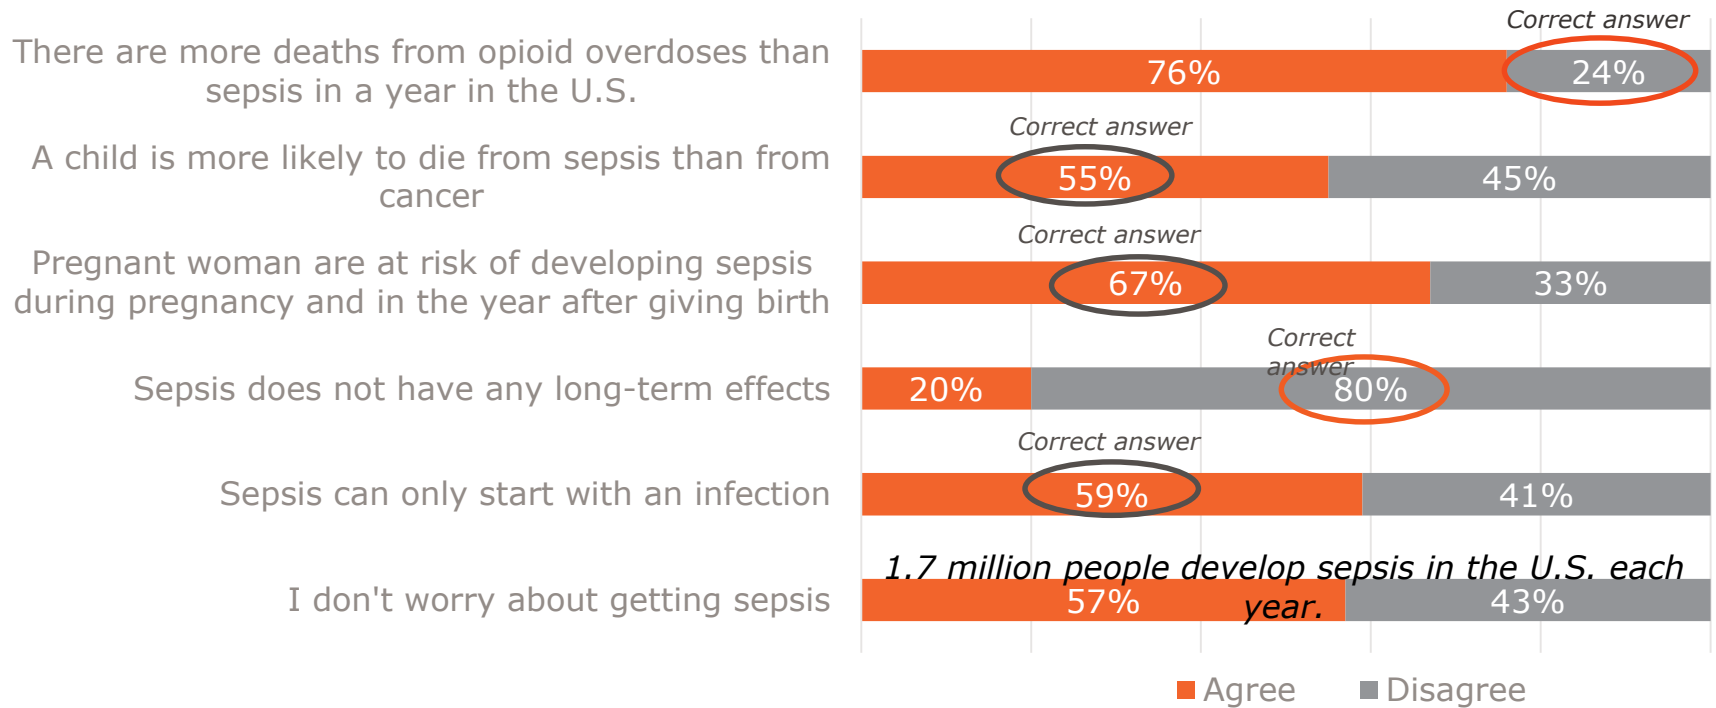 Correct answer
There are more deaths from opioid overdoses than
sepsis in a year in the U.S.
76%
24%
Correct answer
A child is more likely to die from sepsis than from
cancer
55%
45%
Correct answer
Pregnant woman are at risk of developing sepsis
during pregnancy and in the year after giving birth
67%
33%
Correct
answer
Sepsis does not have any long-term effects
20%
80%
Correct answer
Sepsis can only start with an infection
59%
41%
1.7 million people develop sepsis in the U.S. each
year.
I don't worry about getting sepsis
57%
43%
Agree
Disagree